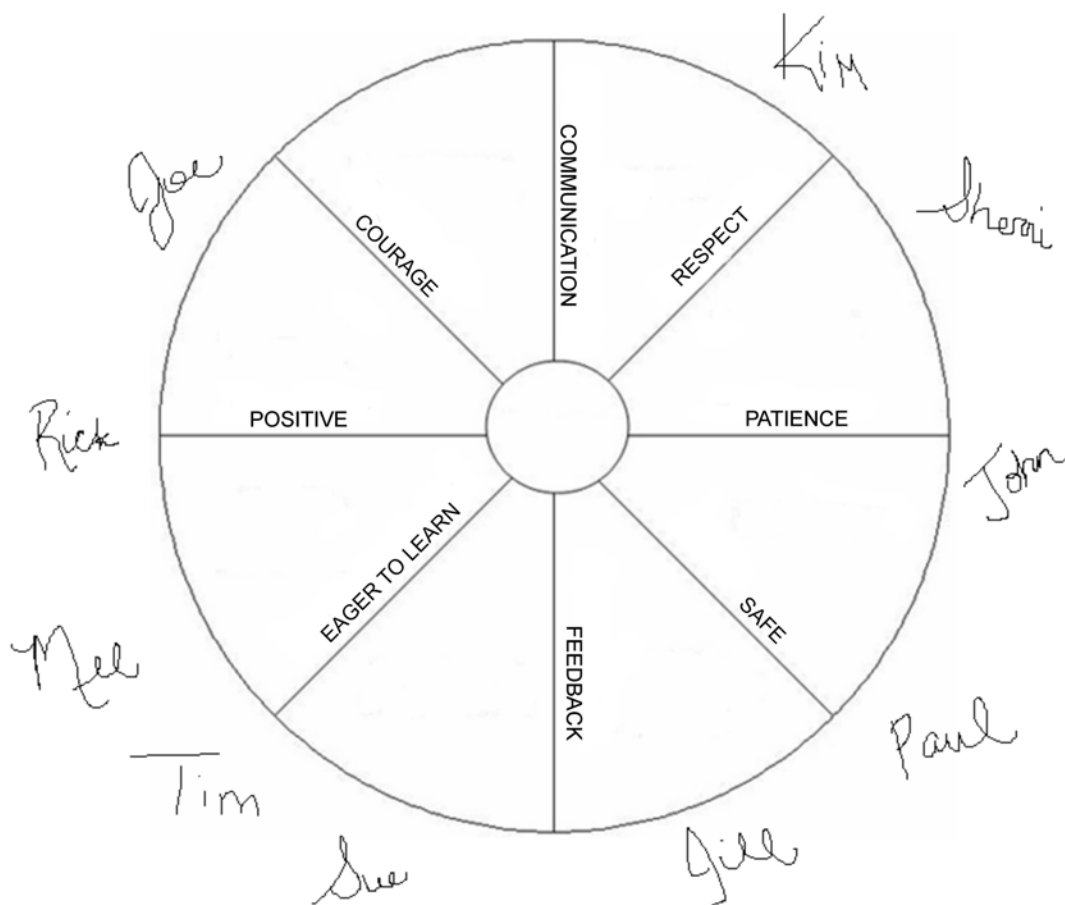 Kim
Joe
COMMUNICATION
Sherri
COURAGE
RESPECT
Rick
POSITIVE
PATIENCE
John
EAGER TO LEARN
SAFE
FEEDBACK
Paul
Tim
Sue
Jill